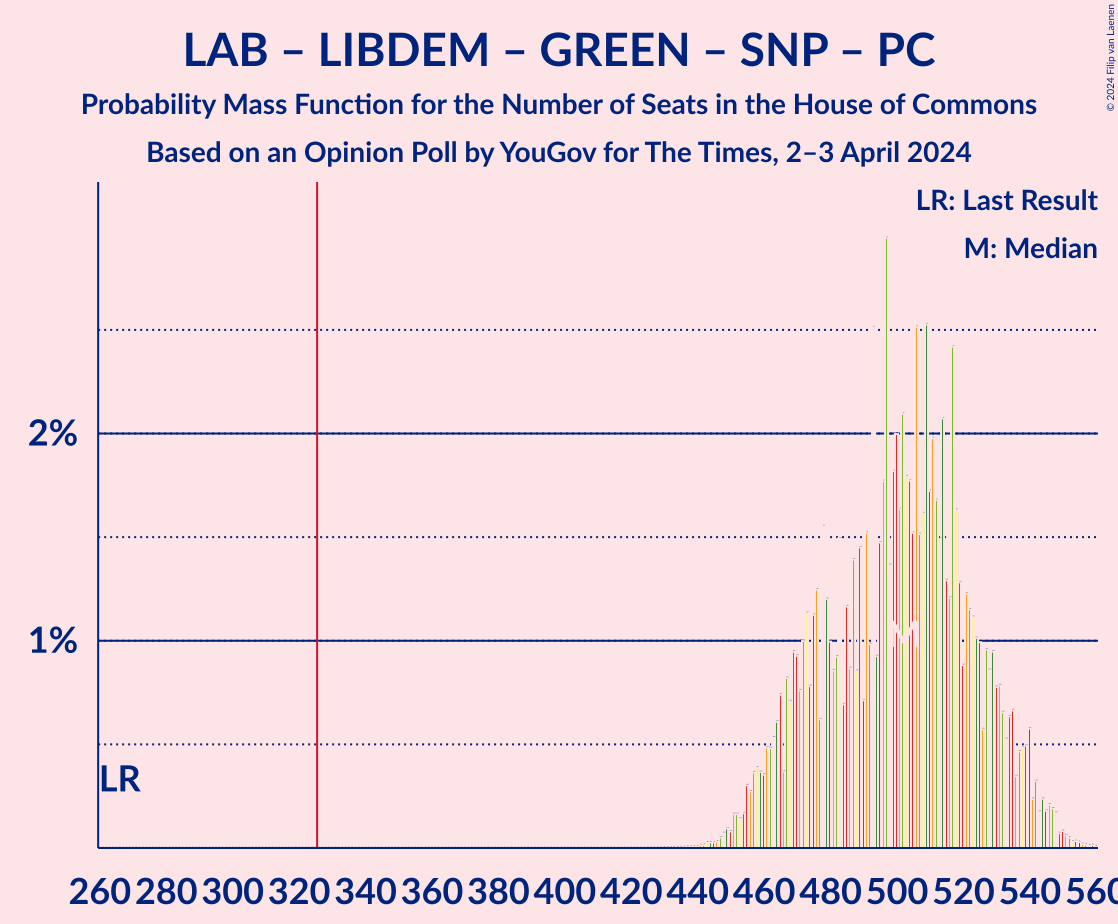 LAB – LIBDEM – GREEN – SNP – PC
Probability Mass Function for the Number of Seats in the House of Commons
Based on an Opinion Poll by YouGov for The Times, 2–3 April 2024
© 2024 Filip van Laenen
LR: Last Result
M: Median
2%
1%
LR
260 280 300 320 340 360 380 400 420 440 460 480 500 520 540 560